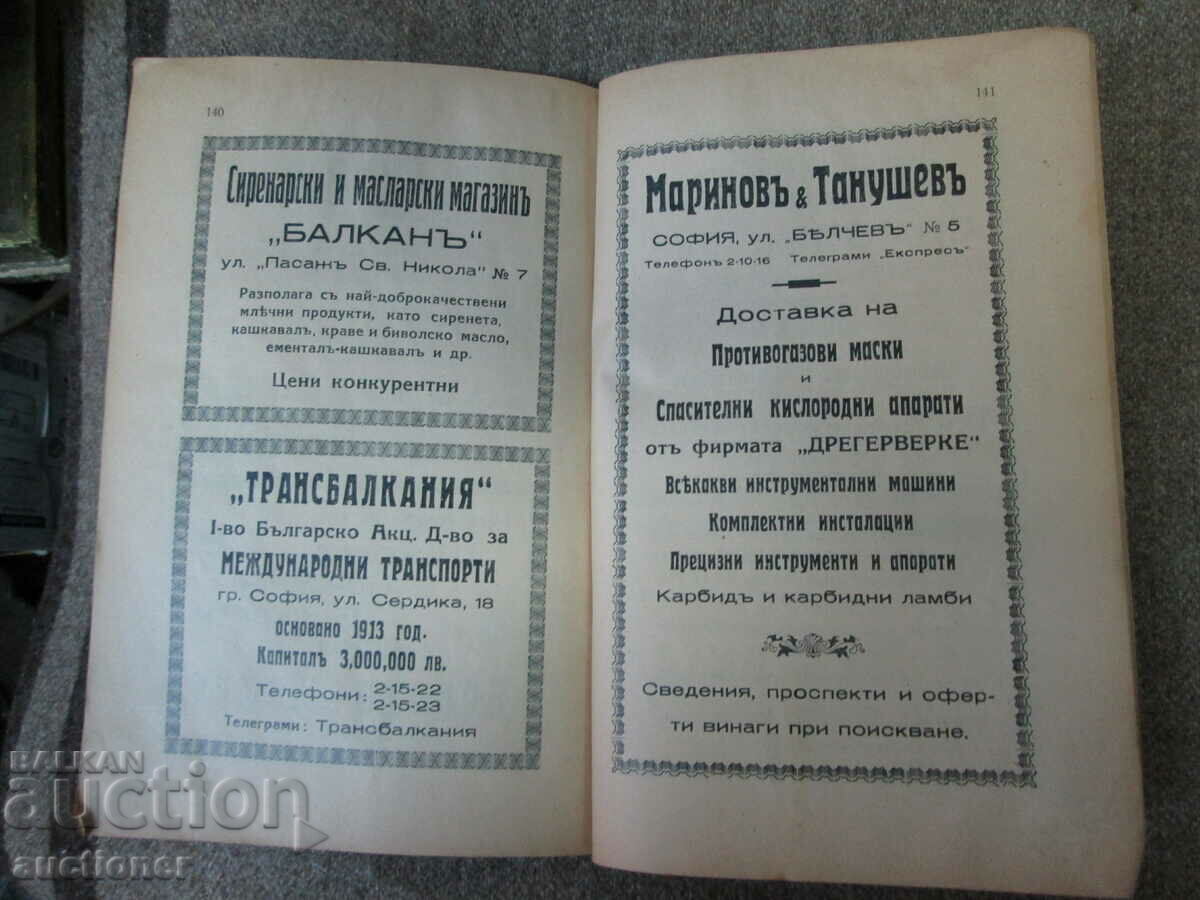 140
Сиренарски и масларски магазинъ
„БАЛКАНЪ“
ул. „Пасажъ Св. Никола“ № 7
Разполага съ най-доброкачествени
млѣчни продукти, като сиренета,
кашкавалъ, краве и биволско масло,
ементалъ-кашкавалъ и др.
Цени конкурентни
„ТРАНСБАЛКАНИЯ“
I-во Българско Акц. Д-во за
МЕЖДУНАРОДНИ ТРАНСПОРТИ
гр. София, ул. Сердика, 18
основано 1913 год.
Капиталъ 3,000,000 лв.
Телефони: 2-15-22
2-15-23
Телеграми: Трансбалкания
141
Мариновъ & Танушевъ
СОФИЯ, ул. „БѢЛЧЕВЪ“ № 5
Телефонъ 2-10-16 Телеграми „Експресъ“
Доставка на
Противогазови маски
и
Спасителни кислородни апарати
отъ фирмата „ДРЕГЕРВЕРКЕ“
Всѣкакви инструментални машини
Комплектни инсталации
Прецизни инструменти и апарати
Карбидъ и карбидни ламби
Сведения, проспекти и офер-
ти винаги при поискване.
BALKAN
auction
auctioner